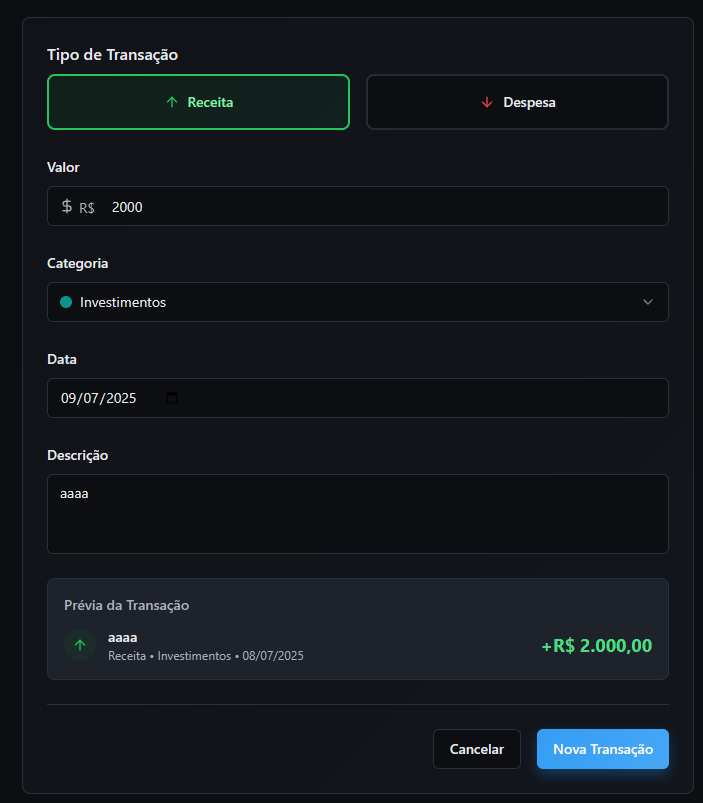 Tipo de Transação
Receita
Despesa
Valor
$ R$ 2000
Categoria
Investimentos
Data
09/07/2025
Descrição
aaaa
Prévia da Transação
aaaa
Receita • Investimentos • 08/07/2025
+R$ 2.000,00
Cancelar
Nova Transação